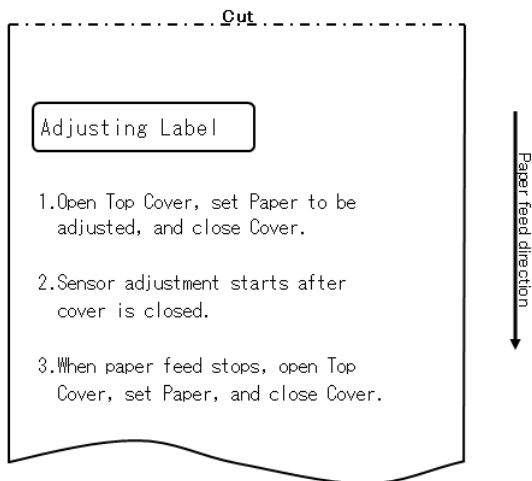 Cut
Adjusting Label
1.Open Top Cover, set Paper to be
adjusted, and close Cover.
2.Sensor adjustment starts after
cover is closed.
3.When paper feed stops, open Top
Cover, set Paper, and close Cover.
Paper feed direction